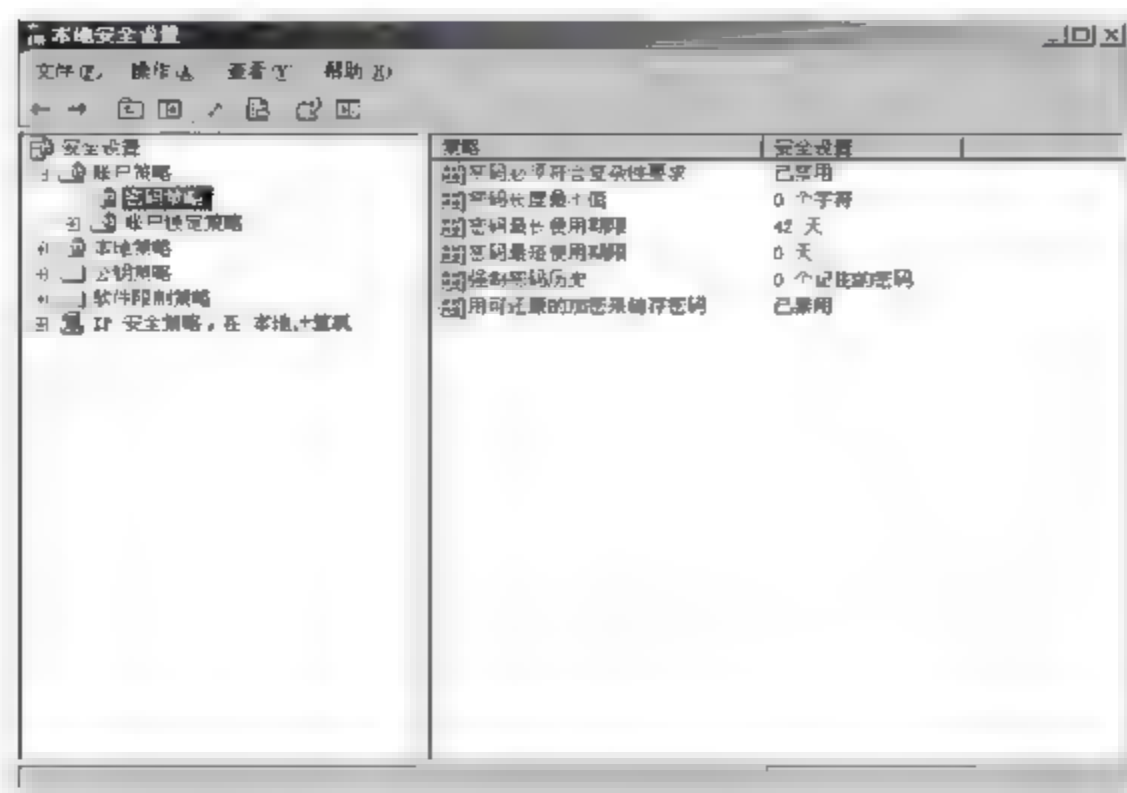 本地安全设置
文件(F) 操作(A) 查看(V) 帮助(H)
安全设置
账户策略
密码策略
账户锁定策略
本地策略
公钥策略
软件限制策略
IP 安全策略，在 本地计算机
策略 安全设置
密码必须符合复杂性要求 已禁用
密码长度最小值 0 个字符
密码最长使用期限 42 天
密码最短使用期限 0 天
强制密码历史 0 个记住的密码
用可还原的加密来储存密码 已禁用